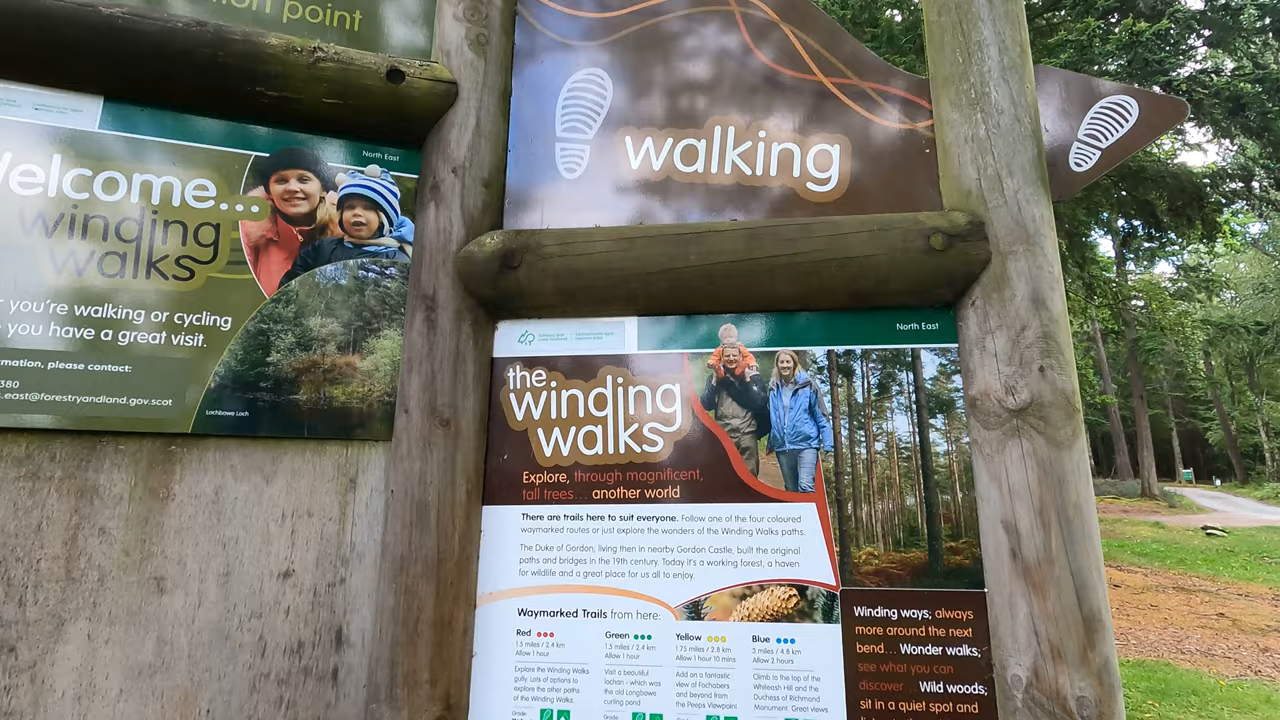 point
Welcome...
winding
walks
North East
you're walking or cycling
you have a great visit.
please contact:
380
.east@forestryandland.gov.scot
Lochbowe Loch
walking
North East
the
winding
walks
Explore, through magnificent,
tall trees... another world
There are trails here to suit everyone. Follow one of the four coloured
waymarked routes or just explore the wonders of the Winding Walks paths.
The Duke of Gordon, living then in nearby Gordon Castle, built the original
paths and bridges in the 19th century. Today it's a working forest, a haven
for wildlife and a great place for us all to enjoy.
Waymarked Trails from here:
Red
1.5 miles / 2.4 km
Allow 1 hour
Explore the Winding Walks
gully. Lots of options to
explore the other paths
of the Winding Walks.
Grade
Green
1.5 miles / 2.4 km
Allow 1 hour
Visit a beautiful
lochan - which was
the old Longbowe
curling pond
Grade
Yellow
1.75 miles / 2.8 km
Allow 1 hour 10 mins
Add on a fantastic
view of Fochabers
and beyond from
the Peeps Viewpoint
Grade
Blue
3 miles / 4.8 km
Allow 2 hours
Climb to the top of the
Whiteash Hill and the
Duchess of Richmond
Monument. Great views
Winding ways; always
more around the next
bend... Wonder walks;
see what you can
discover... Wild woods;
sit in a quiet spot and